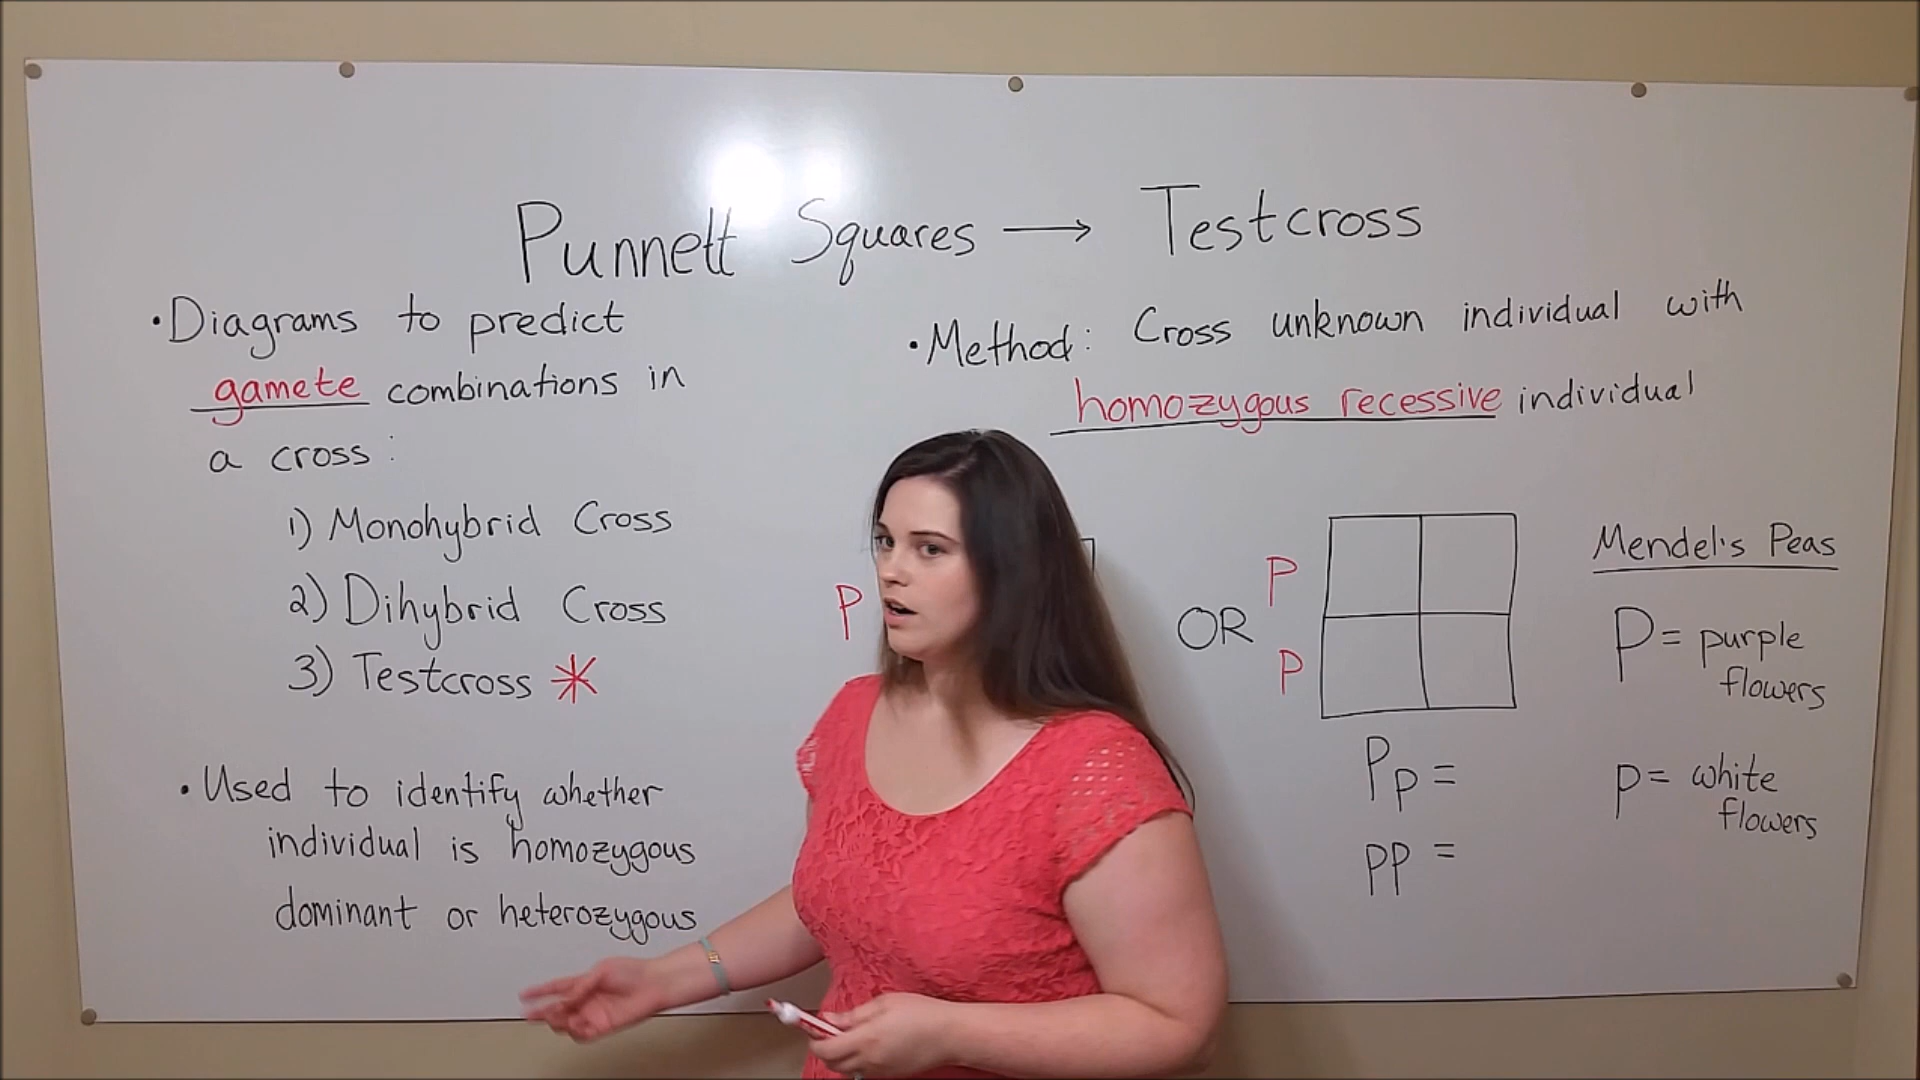 Punnett Squares → Testcross
• Diagrams to predict
gamete combinations in
a cross:
1) Monohybrid Cross
2) Dihybrid Cross
3) Testcross *
• Used to identify whether
individual is homozygous
dominant or heterozygous
• Method: Cross unknown individual with
homozygous recessive individual
p
OR
p
p
Pp =
pp =
Mendel's Peas
P = purple
flowers
p = white
flowers